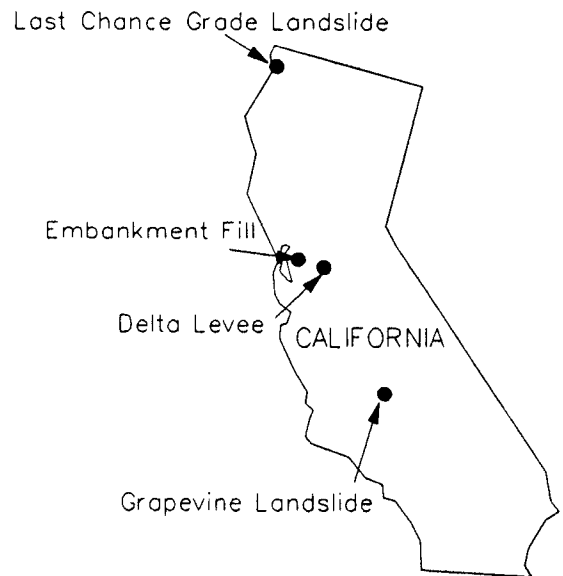 Last Chance Grade Landslide
Embankment Fill
Delta Levee
CALIFORNIA
Grapevine Landslide